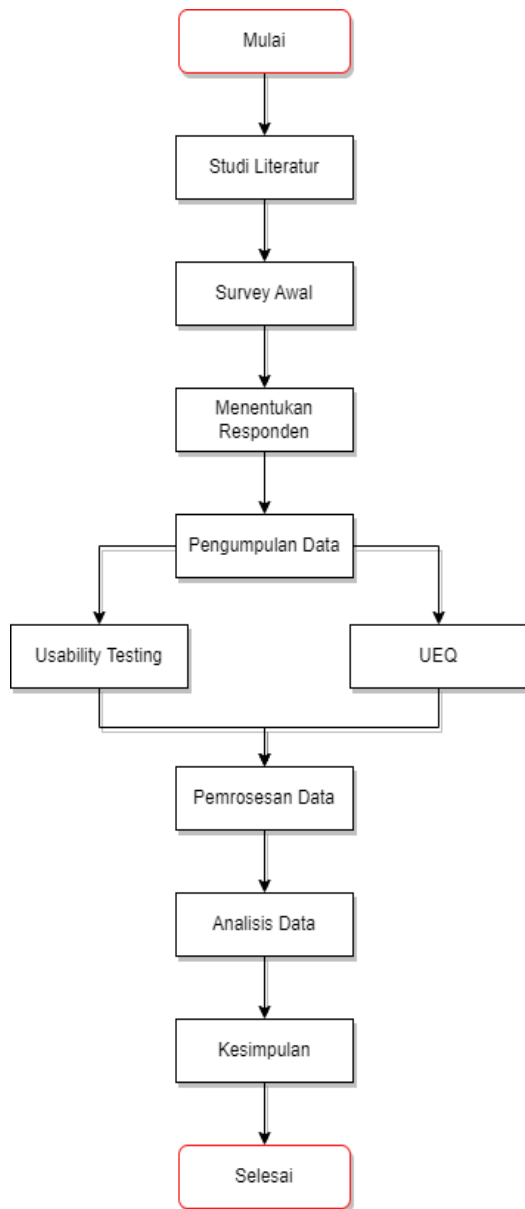 Mulai
Studi Literatur
Survey Awal
Menentukan
Responden
Pengumpulan Data
Usability Testing
UEQ
Pemrosesan Data
Analisis Data
Kesimpulan
Selesai